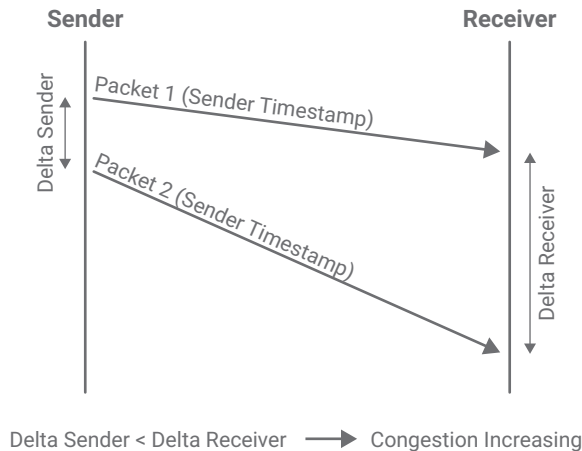 Sender
Receiver
Packet 1 (Sender Timestamp)
Delta Sender
Packet 2 (Sender Timestamp)
Delta Receiver
Delta Sender < Delta Receiver
Congestion Increasing